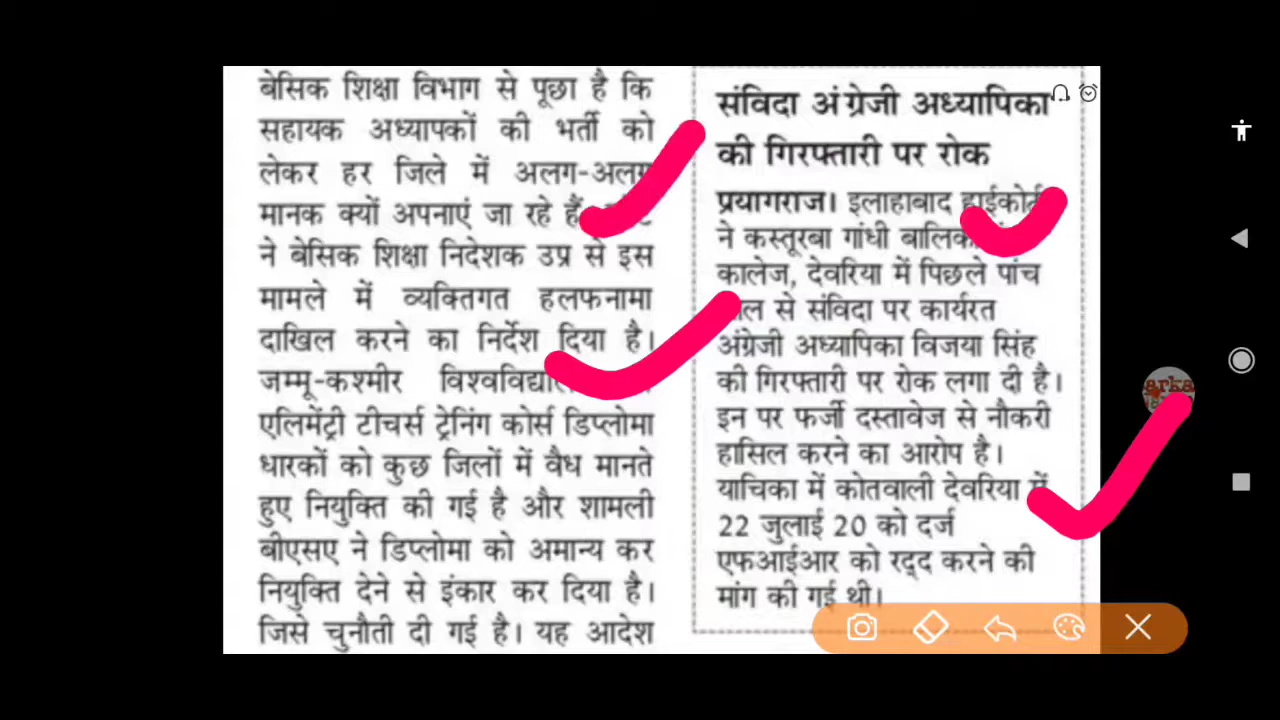 बेसिक शिक्षा विभाग से पूछा है कि
सहायक अध्यापकों की भर्ती को
लेकर हर जिले में अलग-अलग
मानक क्यों अपनाएं जा रहे हैं
ने बेसिक शिक्षा निदेशक उप्र से इस
मामले में व्यक्तिगत हलफनामा
दाखिल करने का निर्देश दिया है।
जम्मू-कश्मीर
एलिमेंट्री टीचर्स ट्रेनिंग कोर्स डिप्लोमा
धारकों को कुछ जिलों में वैध मानते
हुए नियुक्ति की गई है और शामली
बीएसए ने डिप्लोमा को अमान्य कर
नियुक्ति देने से इंकार कर दिया है।
जिसे चुनौती दी गई है। यह आदेश
संविदा अंग्रेजी अध्यापिका
की गिरफ्तारी पर रोक
प्रयागराज। इलाहाबाद हाईकोर्ट
ने कस्तूरबा गांधी
कालेज, देवरिया में पिछले पांच
से संविदा पर कार्यरत
अंग्रेजी अध्यापिका विजया सिंह
की गिरफ्तारी पर रोक लगा दी है।
इन पर फर्जी दस्तावेज से नौकरी
हासिल करने का आरोप है।
याचिका में कोतवाली देवरिया में
22 जुलाई 20 को दर्ज
एफआईआर को रद्द करने की
मांग की गई थी।